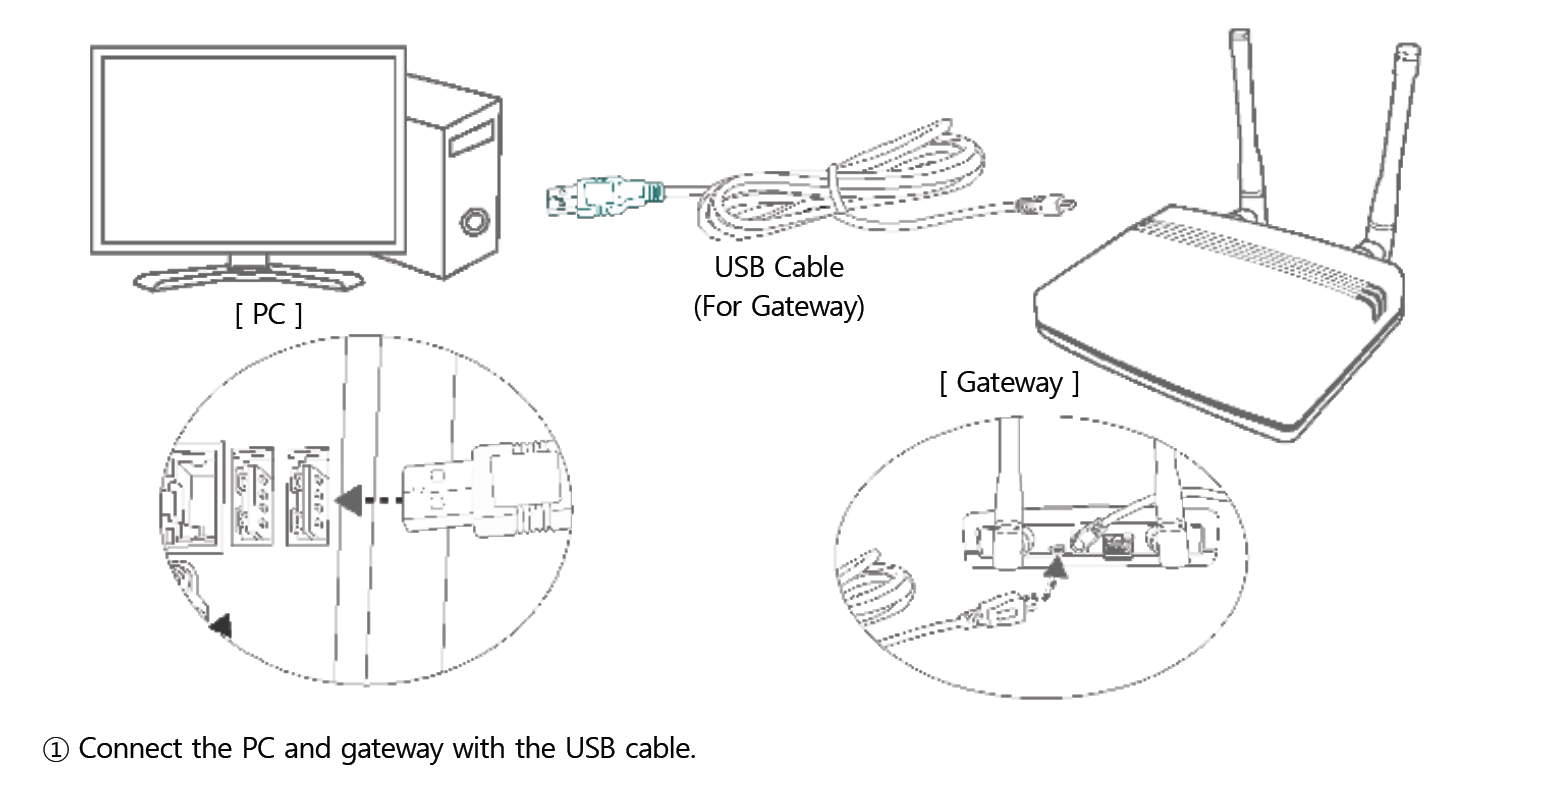 [ PC ]
USB Cable
(For Gateway)
[ Gateway ]
① Connect the PC and gateway with the USB cable.